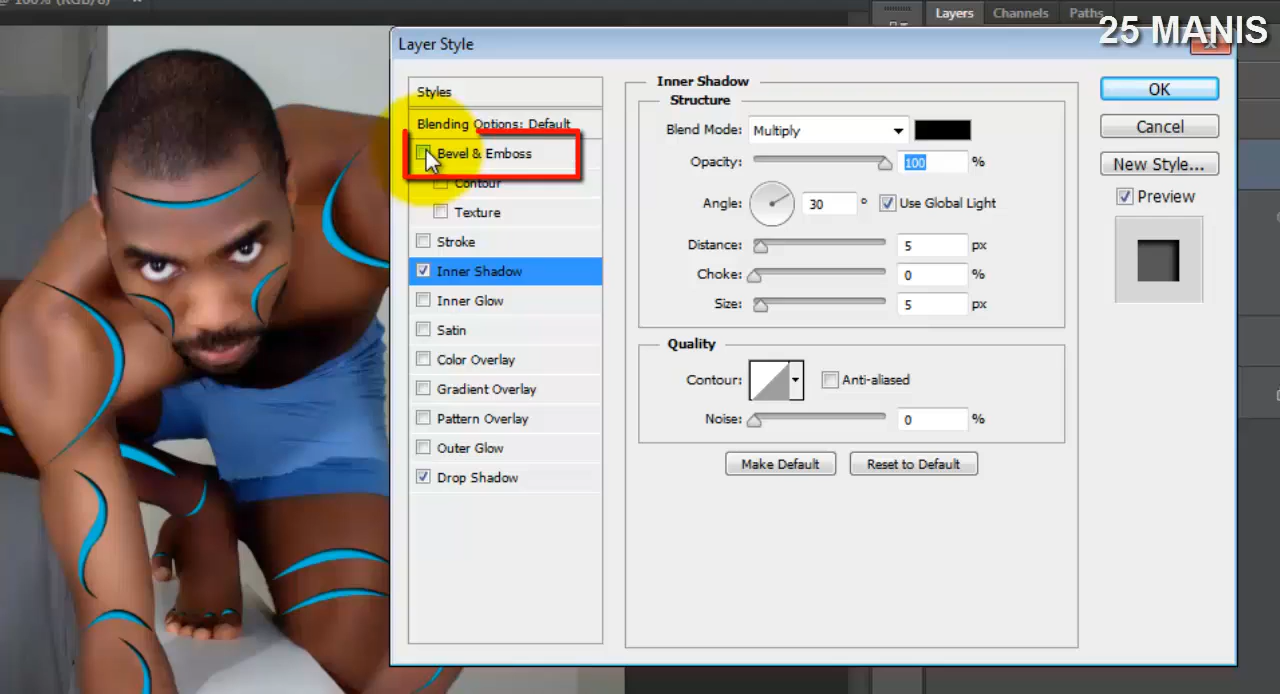 @ 100% (RGB/8)
Layers
Channels
Paths
25 MANIS
Layer Style
Styles
Blending Options: Default
Bevel & Emboss
Contour
Texture
Stroke
Inner Shadow
Inner Glow
Satin
Color Overlay
Gradient Overlay
Pattern Overlay
Outer Glow
Drop Shadow
Inner Shadow
Structure
Blend Mode: Multiply
Opacity: 100 %
Angle: 30 ° Use Global Light
Distance: 5 px
Choke: 0 %
Size: 5 px
Quality
Contour: Anti-aliased
Noise: 0 %
Make Default
Reset to Default
OK
Cancel
New Style...
Preview